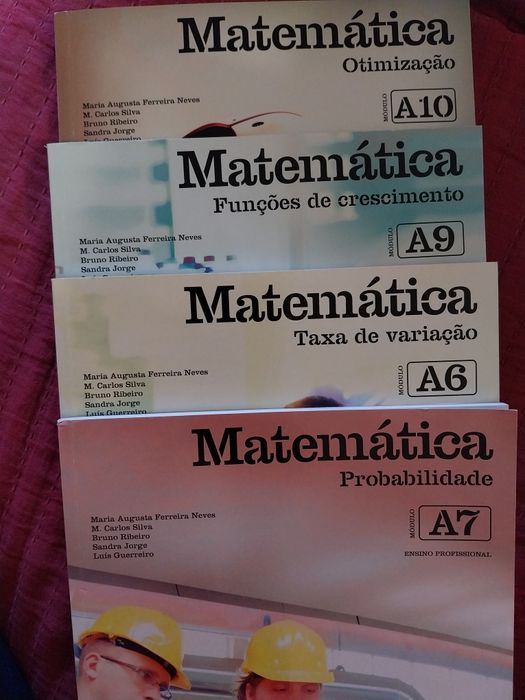 Matemática
Otimização
MÓDULO A10
Maria Augusta Ferreira Neves
M. Carlos Silva
Bruno Ribeiro
Sandra Jorge
Luís Guerreiro
Matemática
Funções de crescimento
MÓDULO A9
Maria Augusta Ferreira Neves
M. Carlos Silva
Bruno Ribeiro
Sandra Jorge
Matemática
Taxa de variação
MÓDULO A6
Maria Augusta Ferreira Neves
M. Carlos Silva
Bruno Ribeiro
Sandra Jorge
Luís Guerreiro
Matemática
Probabilidade
MÓDULO A7
ENSINO PROFISSIONAL
Maria Augusta Ferreira Neves
M. Carlos Silva
Bruno Ribeiro
Sandra Jorge
Luís Guerreiro